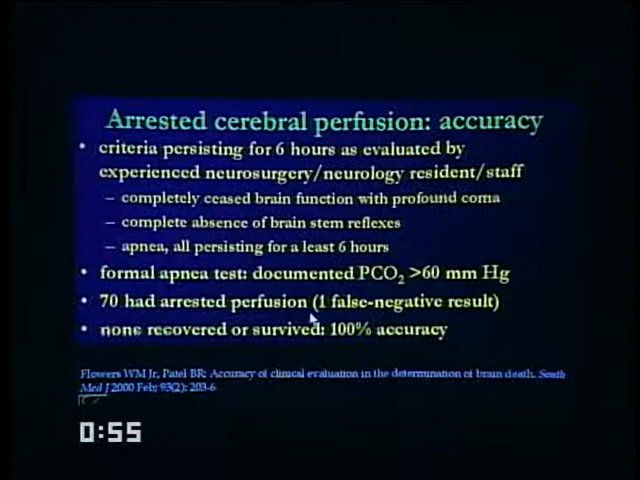 Arrested cerebral perfusion: accuracy
• criteria persisting for 6 hours as evaluated by
experienced neurosurgery/neurology resident/staff
– completely ceased brain function with profound coma
– complete absence of brain stem reflexes
– apnea, all persisting for a least 6 hours
• formal apnea test: documented PCO₂ >60 mm Hg
• 70 had arrested perfusion (1 false-negative result)
• none recovered or survived: 100% accuracy
Flowers WM Jr, Patel BR: Accuracy of clinical evaluation in the determination of brain death. South
Med J 2000 Feb; 93(2): 203-6
0:55